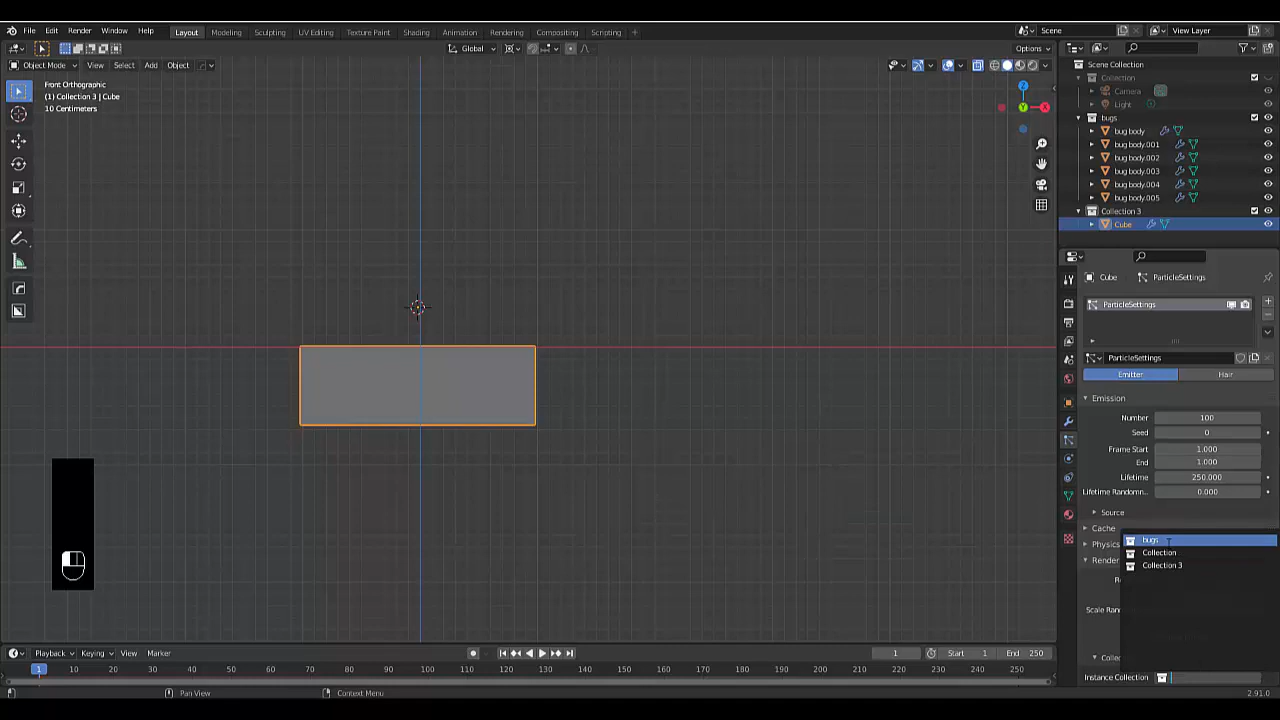 File Edit Render Window Help Layout Modeling Sculpting UV Editing Texture Paint Shading Animation Rendering Compositing Scripting + Scene View Layer
Global Options
Object Mode View Select Add Object
Front Orthographic
(1) Collection 3 | Cube
10 Centimeters
Scene Collection
Collection
Camera
Light
bugs
bug body
bug body.001
bug body.002
bug body.003
bug body.004
bug body.005
Collection 3
Cube
Cube ParticleSettings
ParticleSettings
ParticleSettings
Emitter Hair
Emission
Number 100
Seed 0
Frame Start 1.000
End 1.000
Lifetime 250.000
Lifetime Randomn.. 0.000
Source
Cache
bugs
Physics
Collection
Render
Collection 3
Scale Ran
Instance Collection
Playback Keying View Marker 1 Start 1 End 250
1 10 20 30 40 50 60 70 80 90 100 110 120 130 140 150 160 170 180 190 200 210 220 230 240 250
Pan View Context Menu 2.91.0